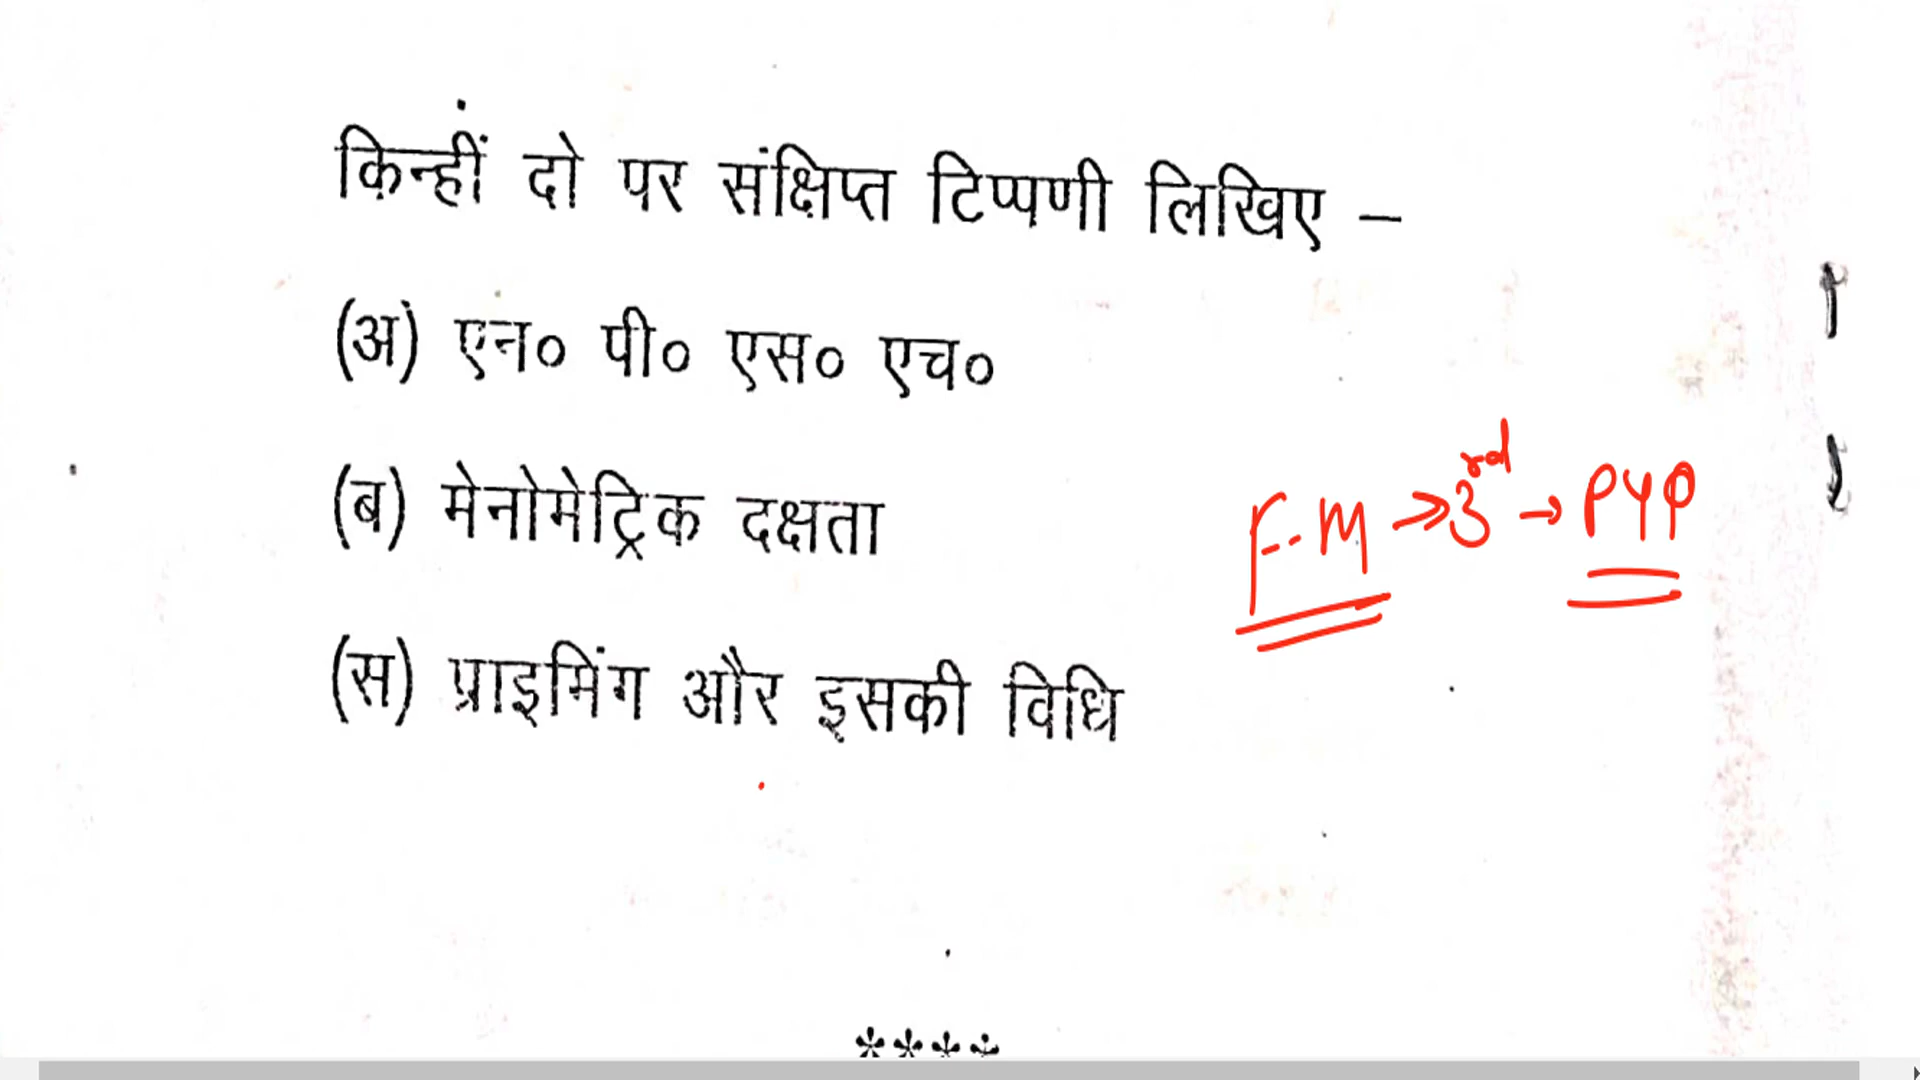 किन्हीं दो पर संक्षिप्त टिप्पणी लिखिए –
(अ) एन० पी० एस० एच०
(ब) मेनोमेट्रिक दक्षता
F.M → 3rd → PYP
(स) प्राइमिंग और इसकी विधि
****